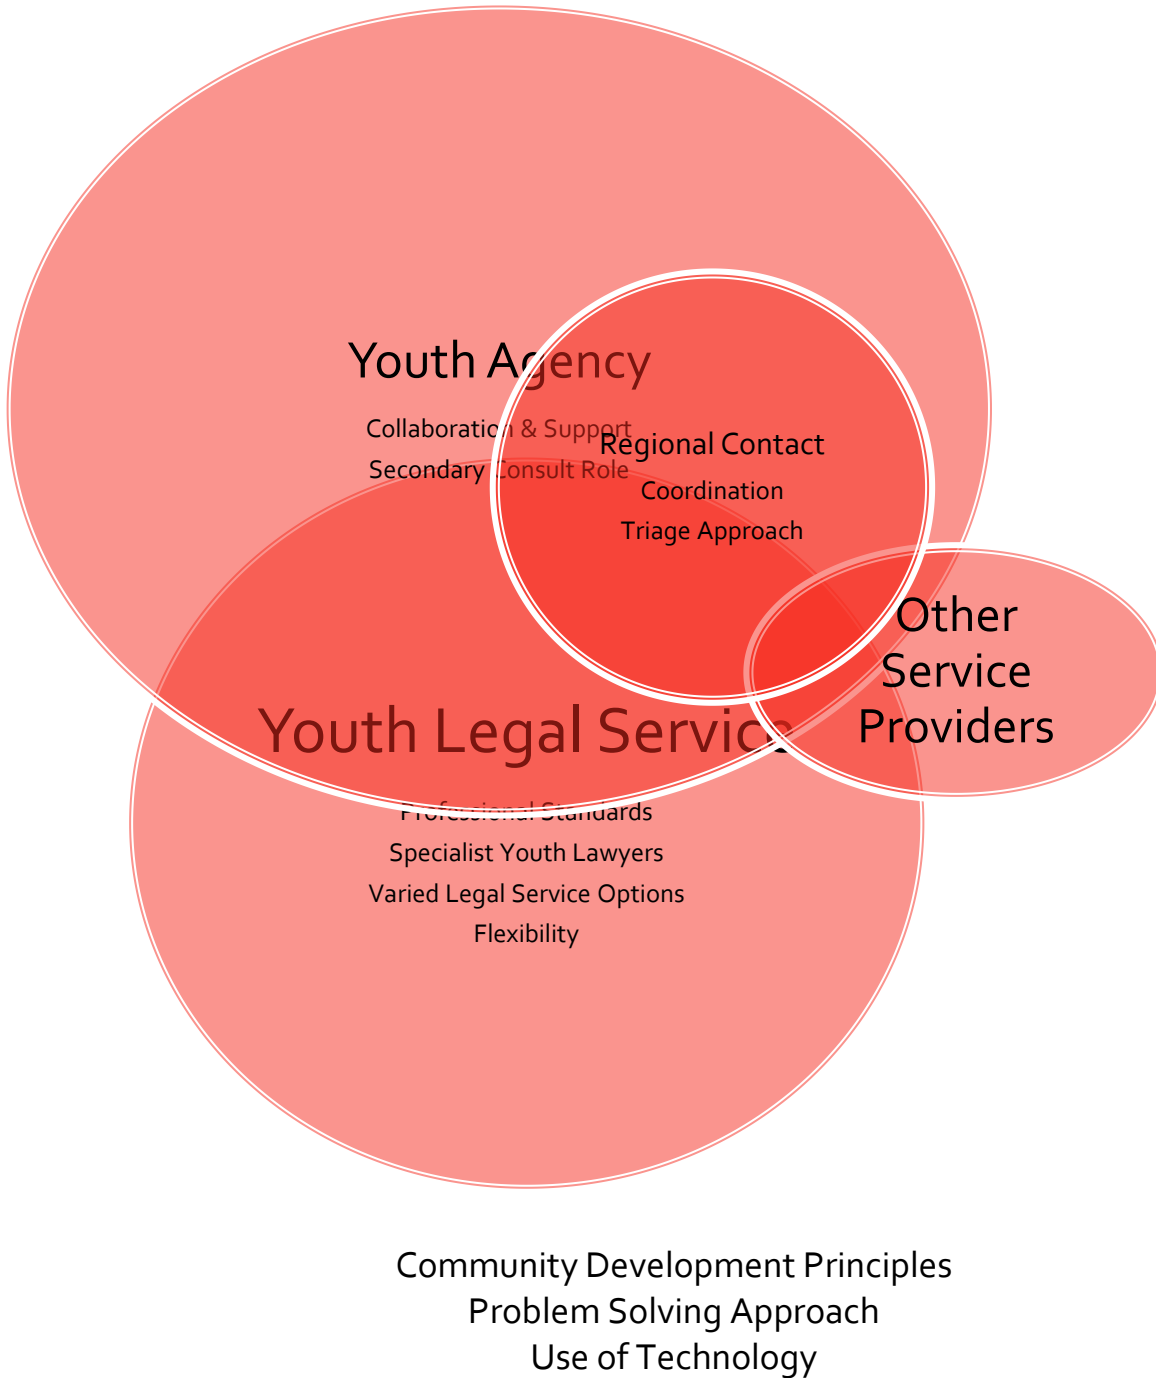 Youth Agency
Collaboration & Support
Secondary Consult Role
Regional Contact
Coordination
Triage Approach
Other
Service
Providers
Youth Legal Service
Professional Standards
Specialist Youth Lawyers
Varied Legal Service Options
Flexibility
Community Development Principles
Problem Solving Approach
Use of Technology